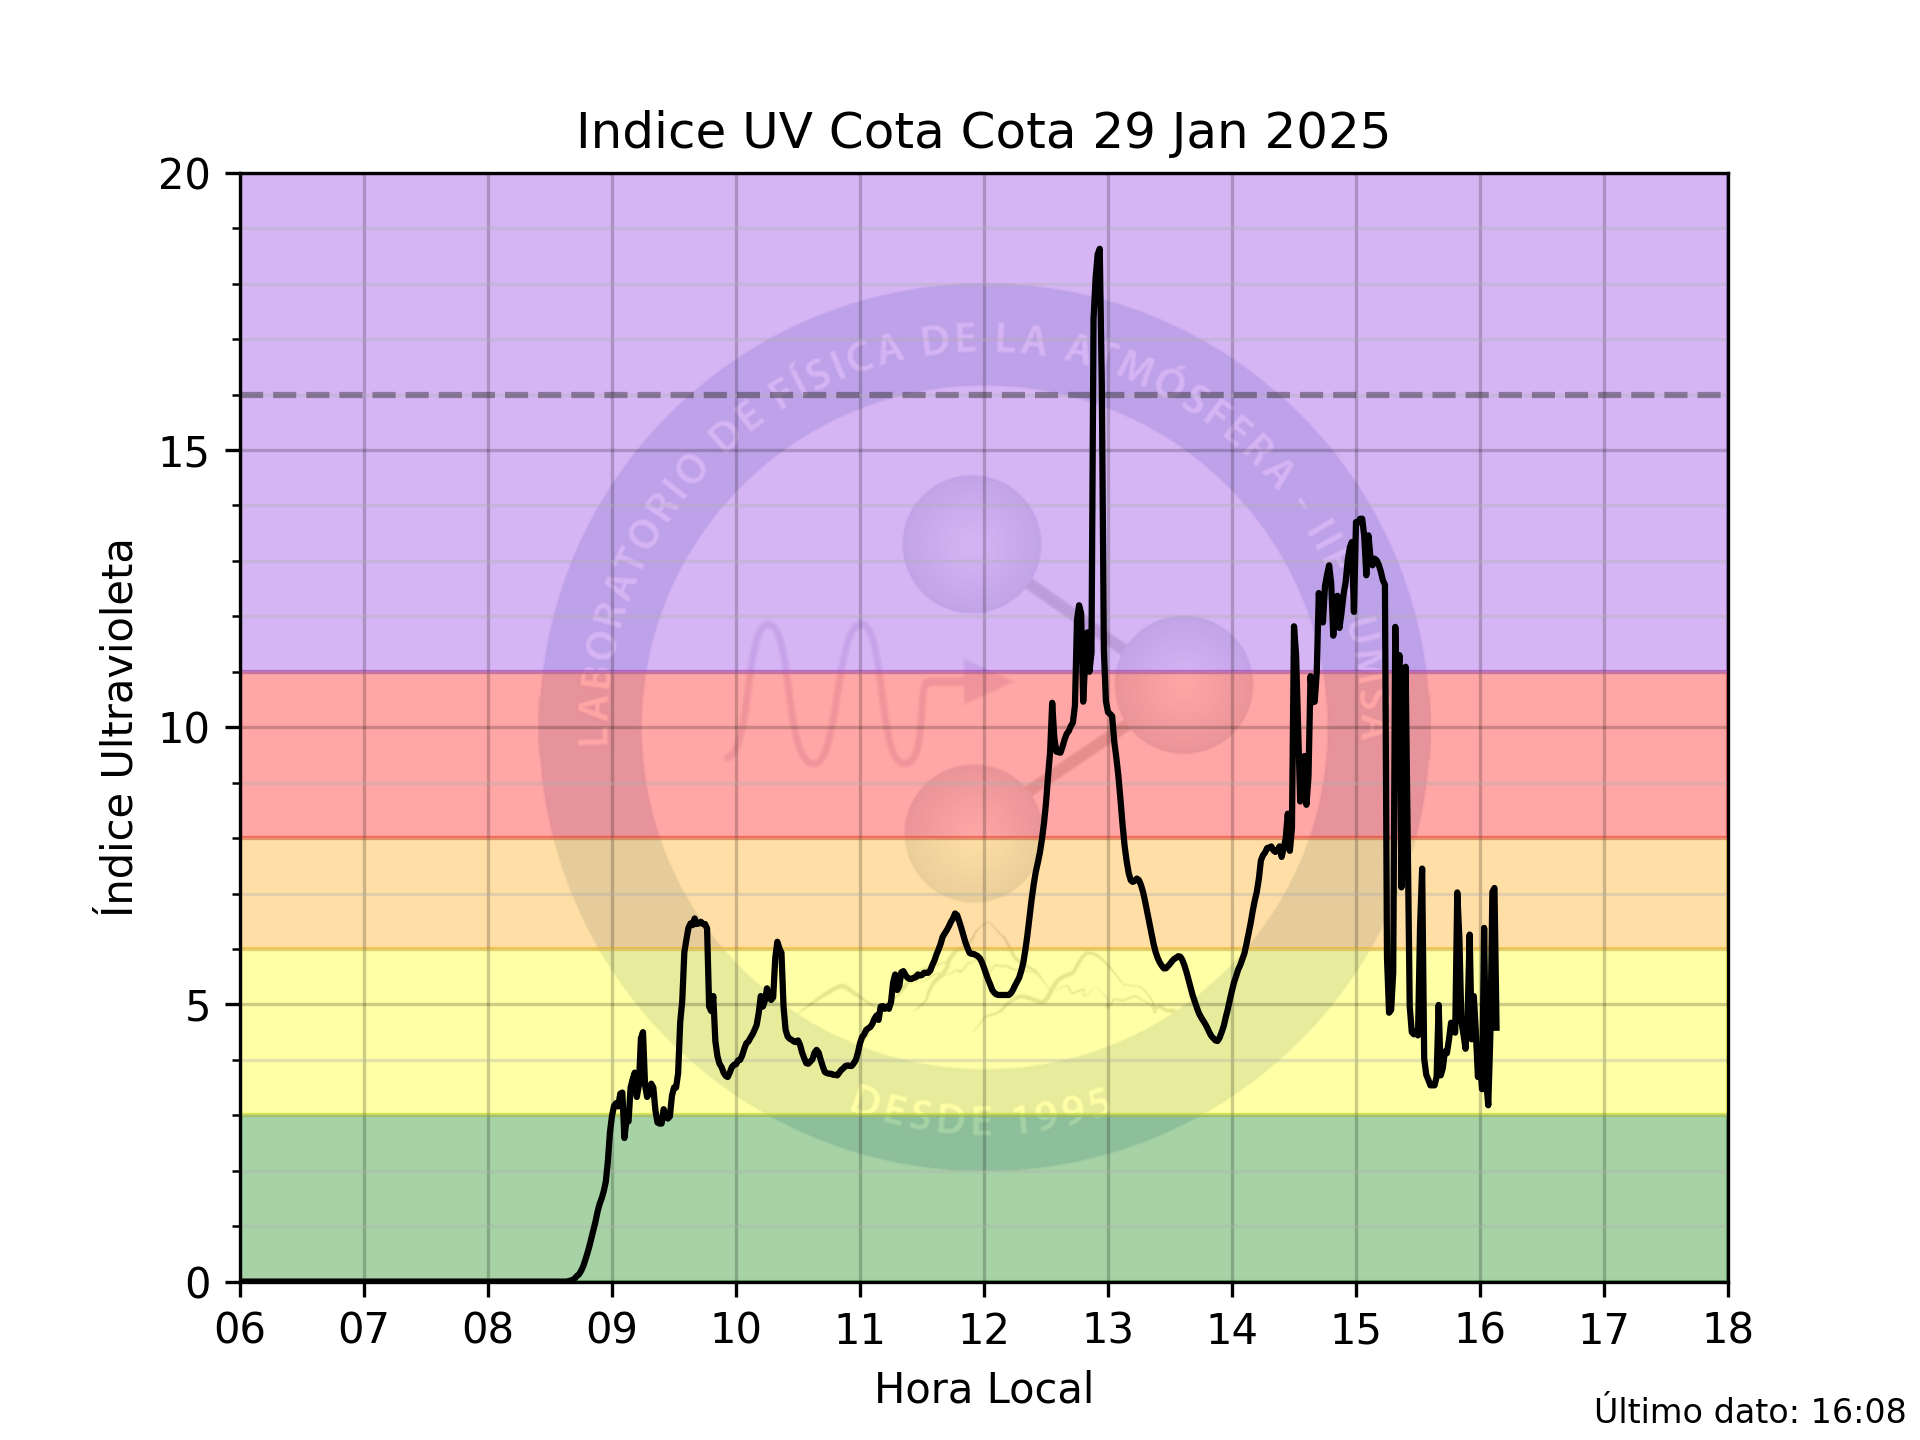 Indice UV Cota Cota 29 Jan 2025
20
15
10
5
0
Índice Ultravioleta
LABORATORIO DE FÍSICA DE LA ATMÓSFERA - IIF UMSA
DESDE 1995
06 07 08 09 10 11 12 13 14 15 16 17 18
Hora Local
Último dato: 16:08